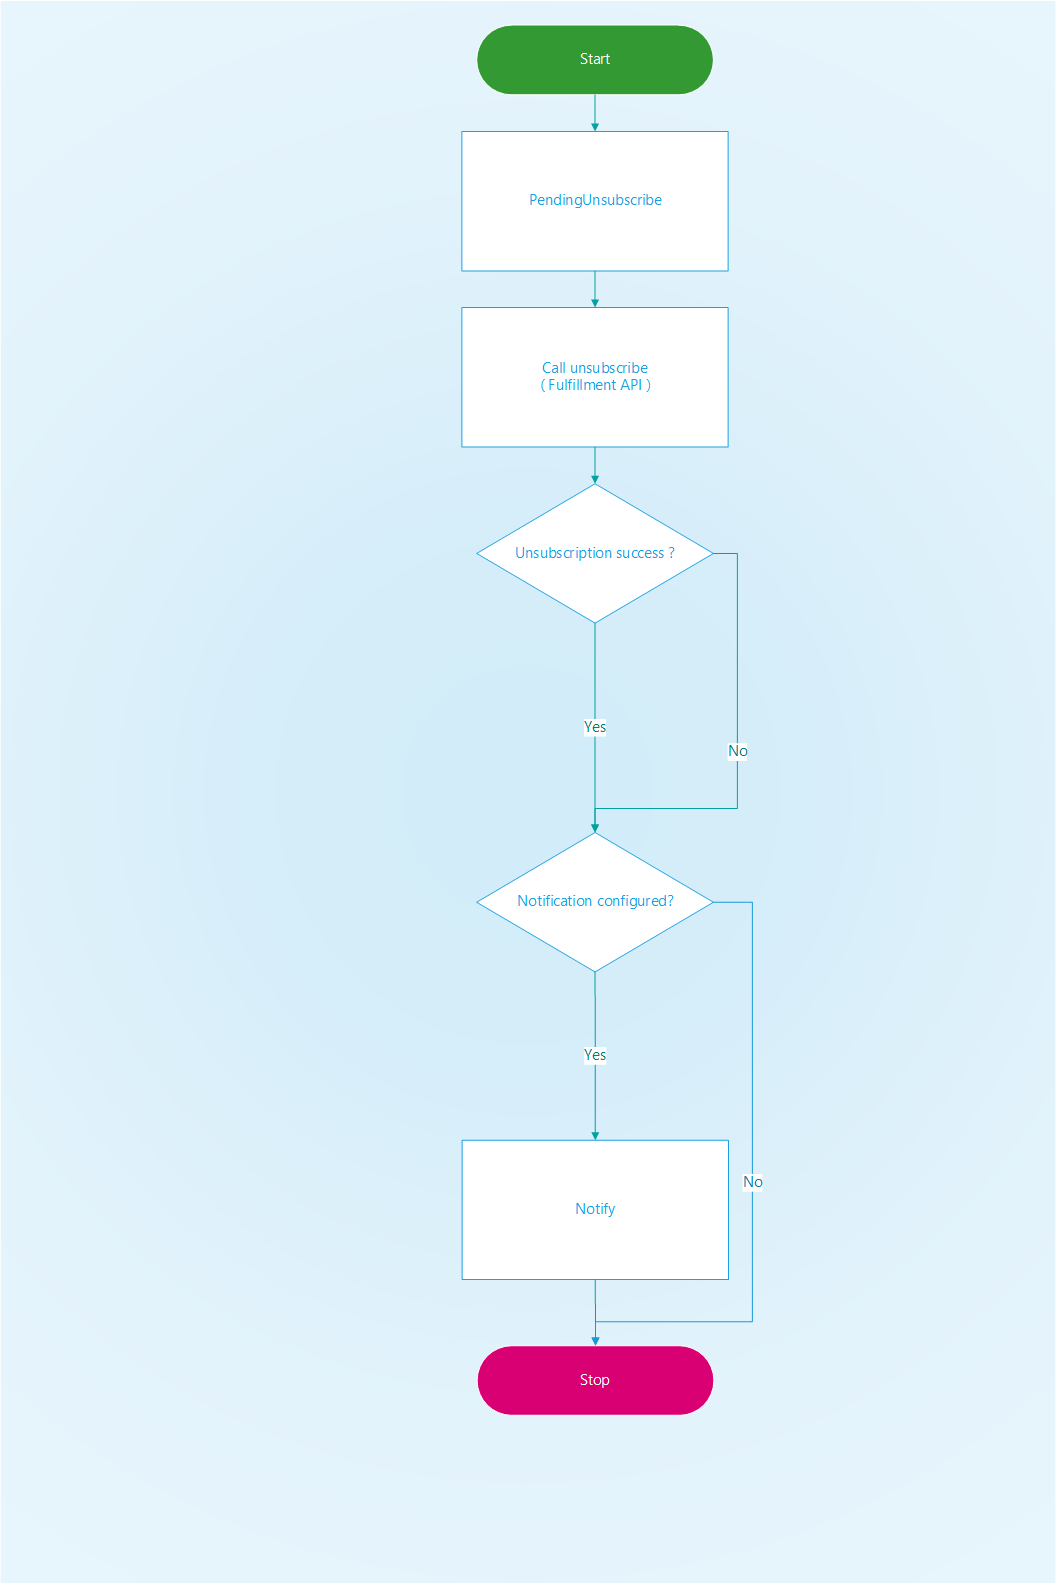 Start
PendingUnsubscribe
Call unsubscribe
( Fulfillment API )
Unsubscription success ?
Yes
No
Notification configured?
Yes
No
Notify
Stop